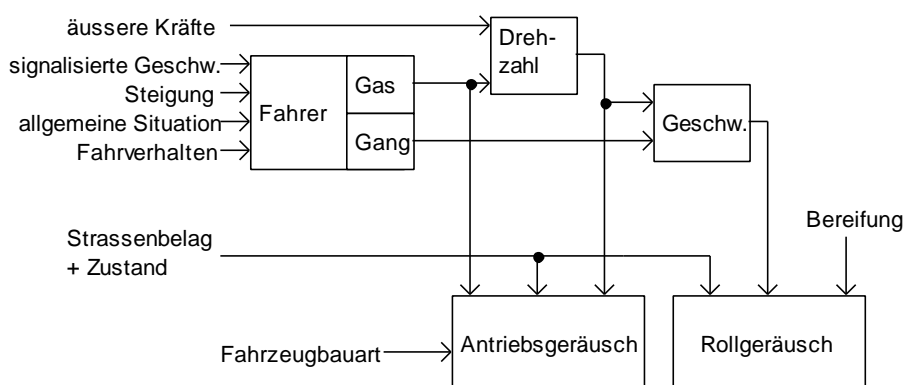 äussere Kräfte
Dreh-
zahl
signalisierte Geschw.
Steigung
allgemeine Situation
Fahrverhalten
Fahrer
Gas
Gang
Geschw.
Bereifung
Strassenbelag
+ Zustand
Fahrzeugbauart
Antriebsgeräusch
Rollgeräusch